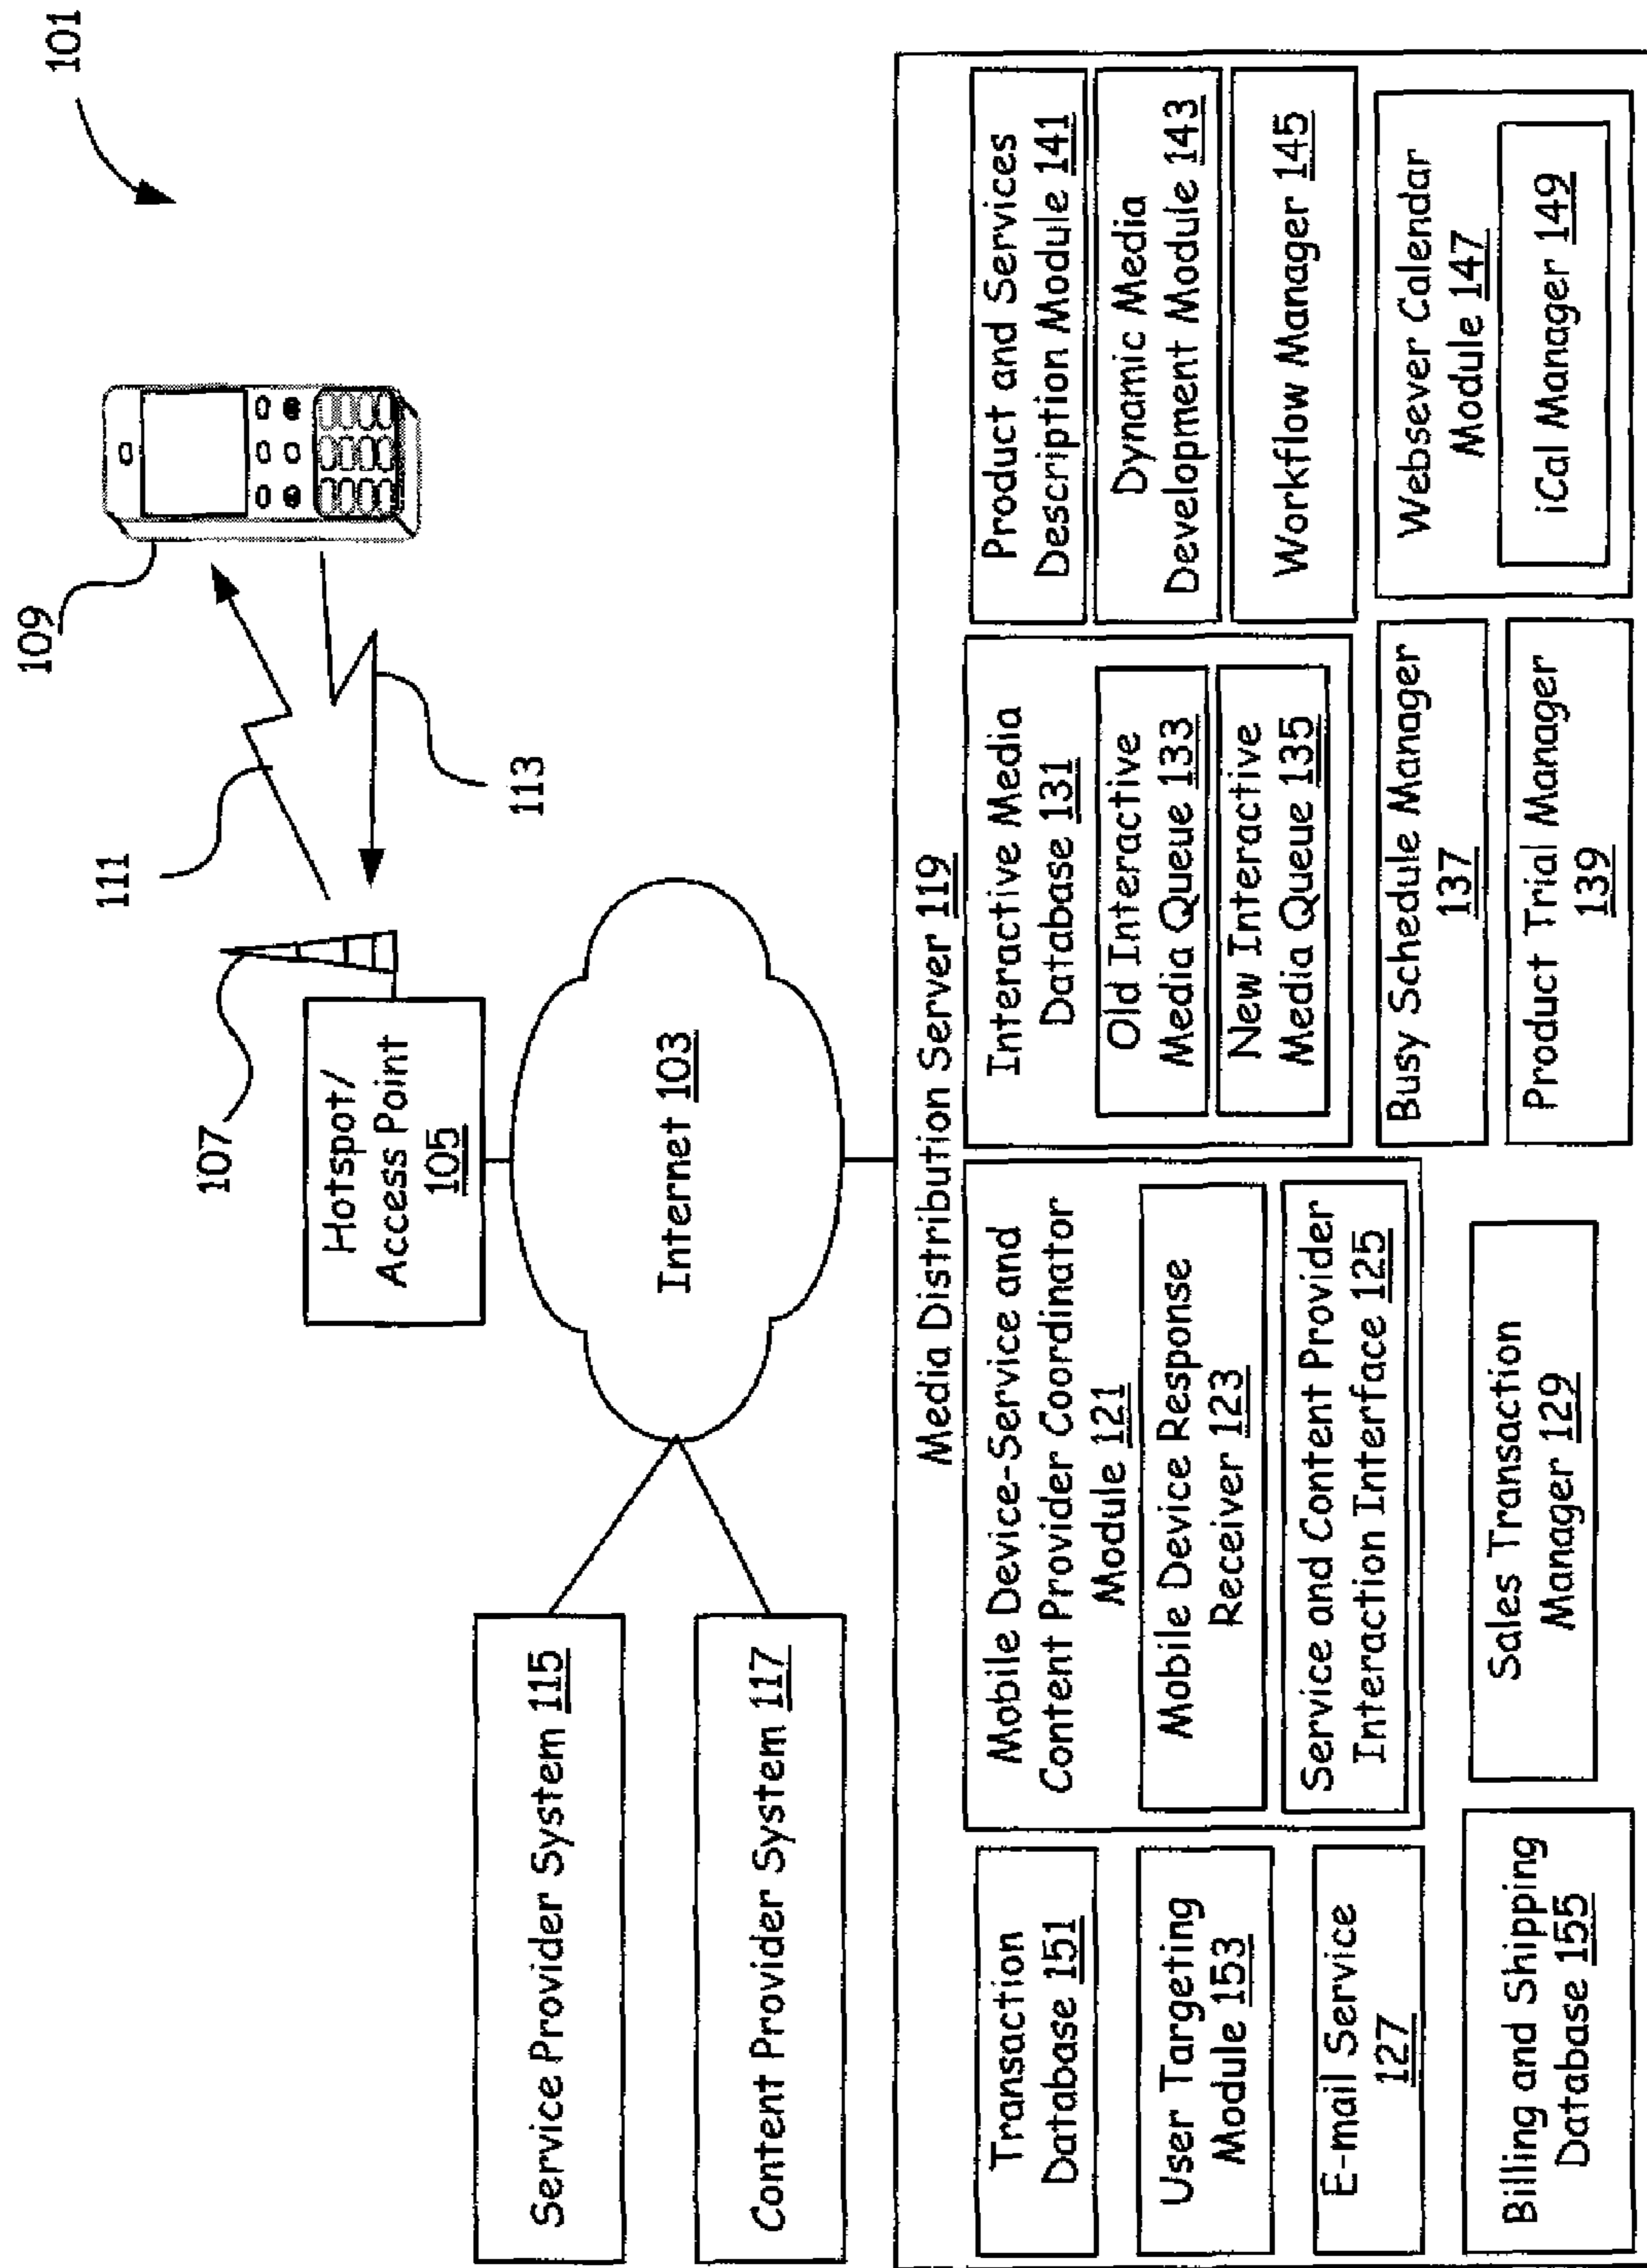 101
109
111
113
107
Hotspot/
Access Point
105
Internet 103
Service Provider System 115
Content Provider System 117
Media Distribution Server 119
Transaction
Database 151
User Targeting
Module 153
E-mail Service
127
Billing and Shipping
Database 155
Mobile Device-Service and
Content Provider Coordinator
Module 121
Mobile Device Response
Receiver 123
Service and Content Provider
Interaction Interface 125
Sales Transaction
Manager 129
Interactive Media
Database 131
Old Interactive
Media Queue 133
New Interactive
Media Queue 135
Busy Schedule Manager
137
Product Trial Manager
139
Product and Services
Description Module 141
Dynamic Media
Development Module 143
Workflow Manager 145
Websever Calendar
Module 147
iCal Manager 149